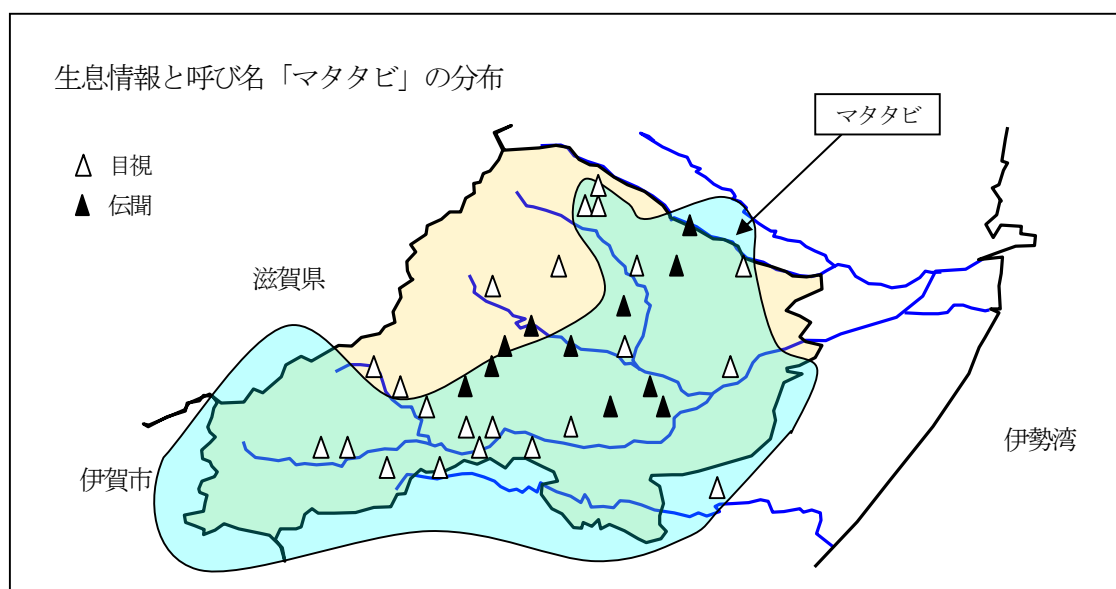 生息情報と呼び名「マタタビ」の分布
マタタビ
目視
伝聞
滋賀県
伊賀市
伊勢湾